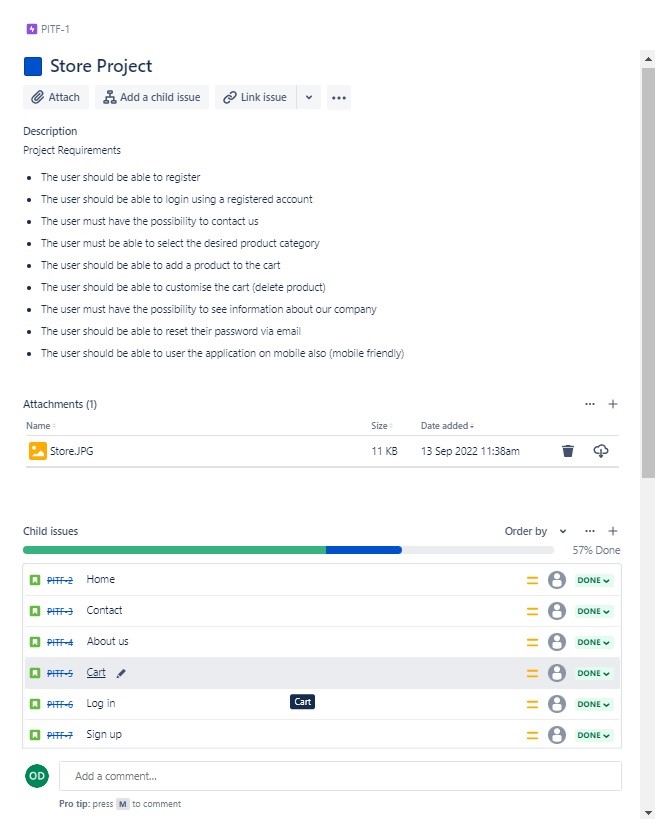 PITF-1
Store Project
Attach Add a child issue Link issue
Description
Project Requirements
The user should be able to register
The user should be able to login using a registered account
The user must have the possibility to contact us
The user must be able to select the desired product category
The user should be able to add a product to the cart
The user should be able to customise the cart (delete product)
The user must have the possibility to see information about our company
The user should be able to reset their password via email
The user should be able to user the application on mobile also (mobile friendly)
Attachments (1)
Name Size Date added
Store.JPG 11 KB 13 Sep 2022 11:38am
Child issues Order by
57% Done
PITF-2 Home DONE
PITF-3 Contact DONE
PITF-4 About us DONE
PITF-5 Cart DONE
PITF-6 Log in Cart DONE
PITF-7 Sign up DONE
OD Add a comment...
Pro tip: press M to comment